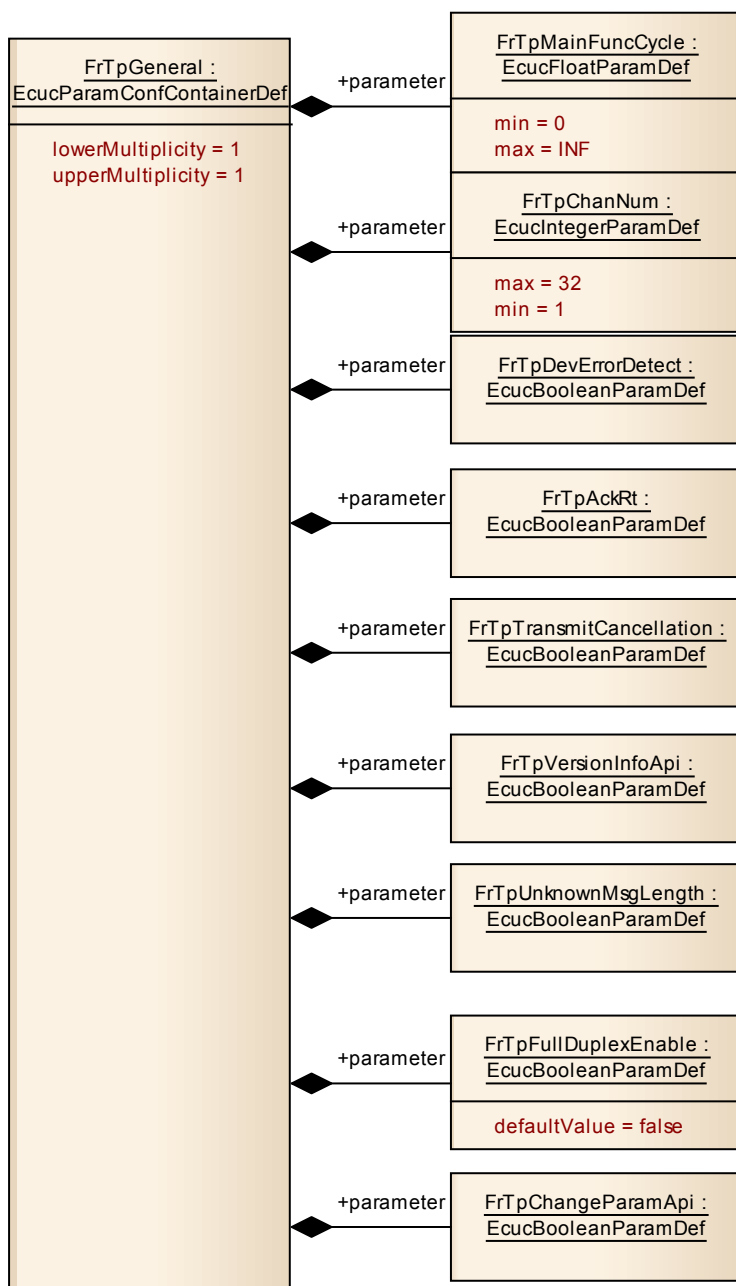 FrTpGeneral :
EcucParamConfContainerDef
lowerMultiplicity = 1
upperMultiplicity = 1
+parameter
FrTpMainFuncCycle :
EcucFloatParamDef
min = 0
max = INF
+parameter
FrTpChanNum :
EcucIntegerParamDef
max = 32
min = 1
+parameter
FrTpDevErrorDetect :
EcucBooleanParamDef
+parameter
FrTpAckRt :
EcucBooleanParamDef
+parameter
FrTpTransmitCancellation :
EcucBooleanParamDef
+parameter
FrTpVersionInfoApi :
EcucBooleanParamDef
+parameter
FrTpUnknownMsgLength :
EcucBooleanParamDef
+parameter
FrTpFullDuplexEnable :
EcucBooleanParamDef
defaultValue = false
+parameter
FrTpChangeParamApi :
EcucBooleanParamDef